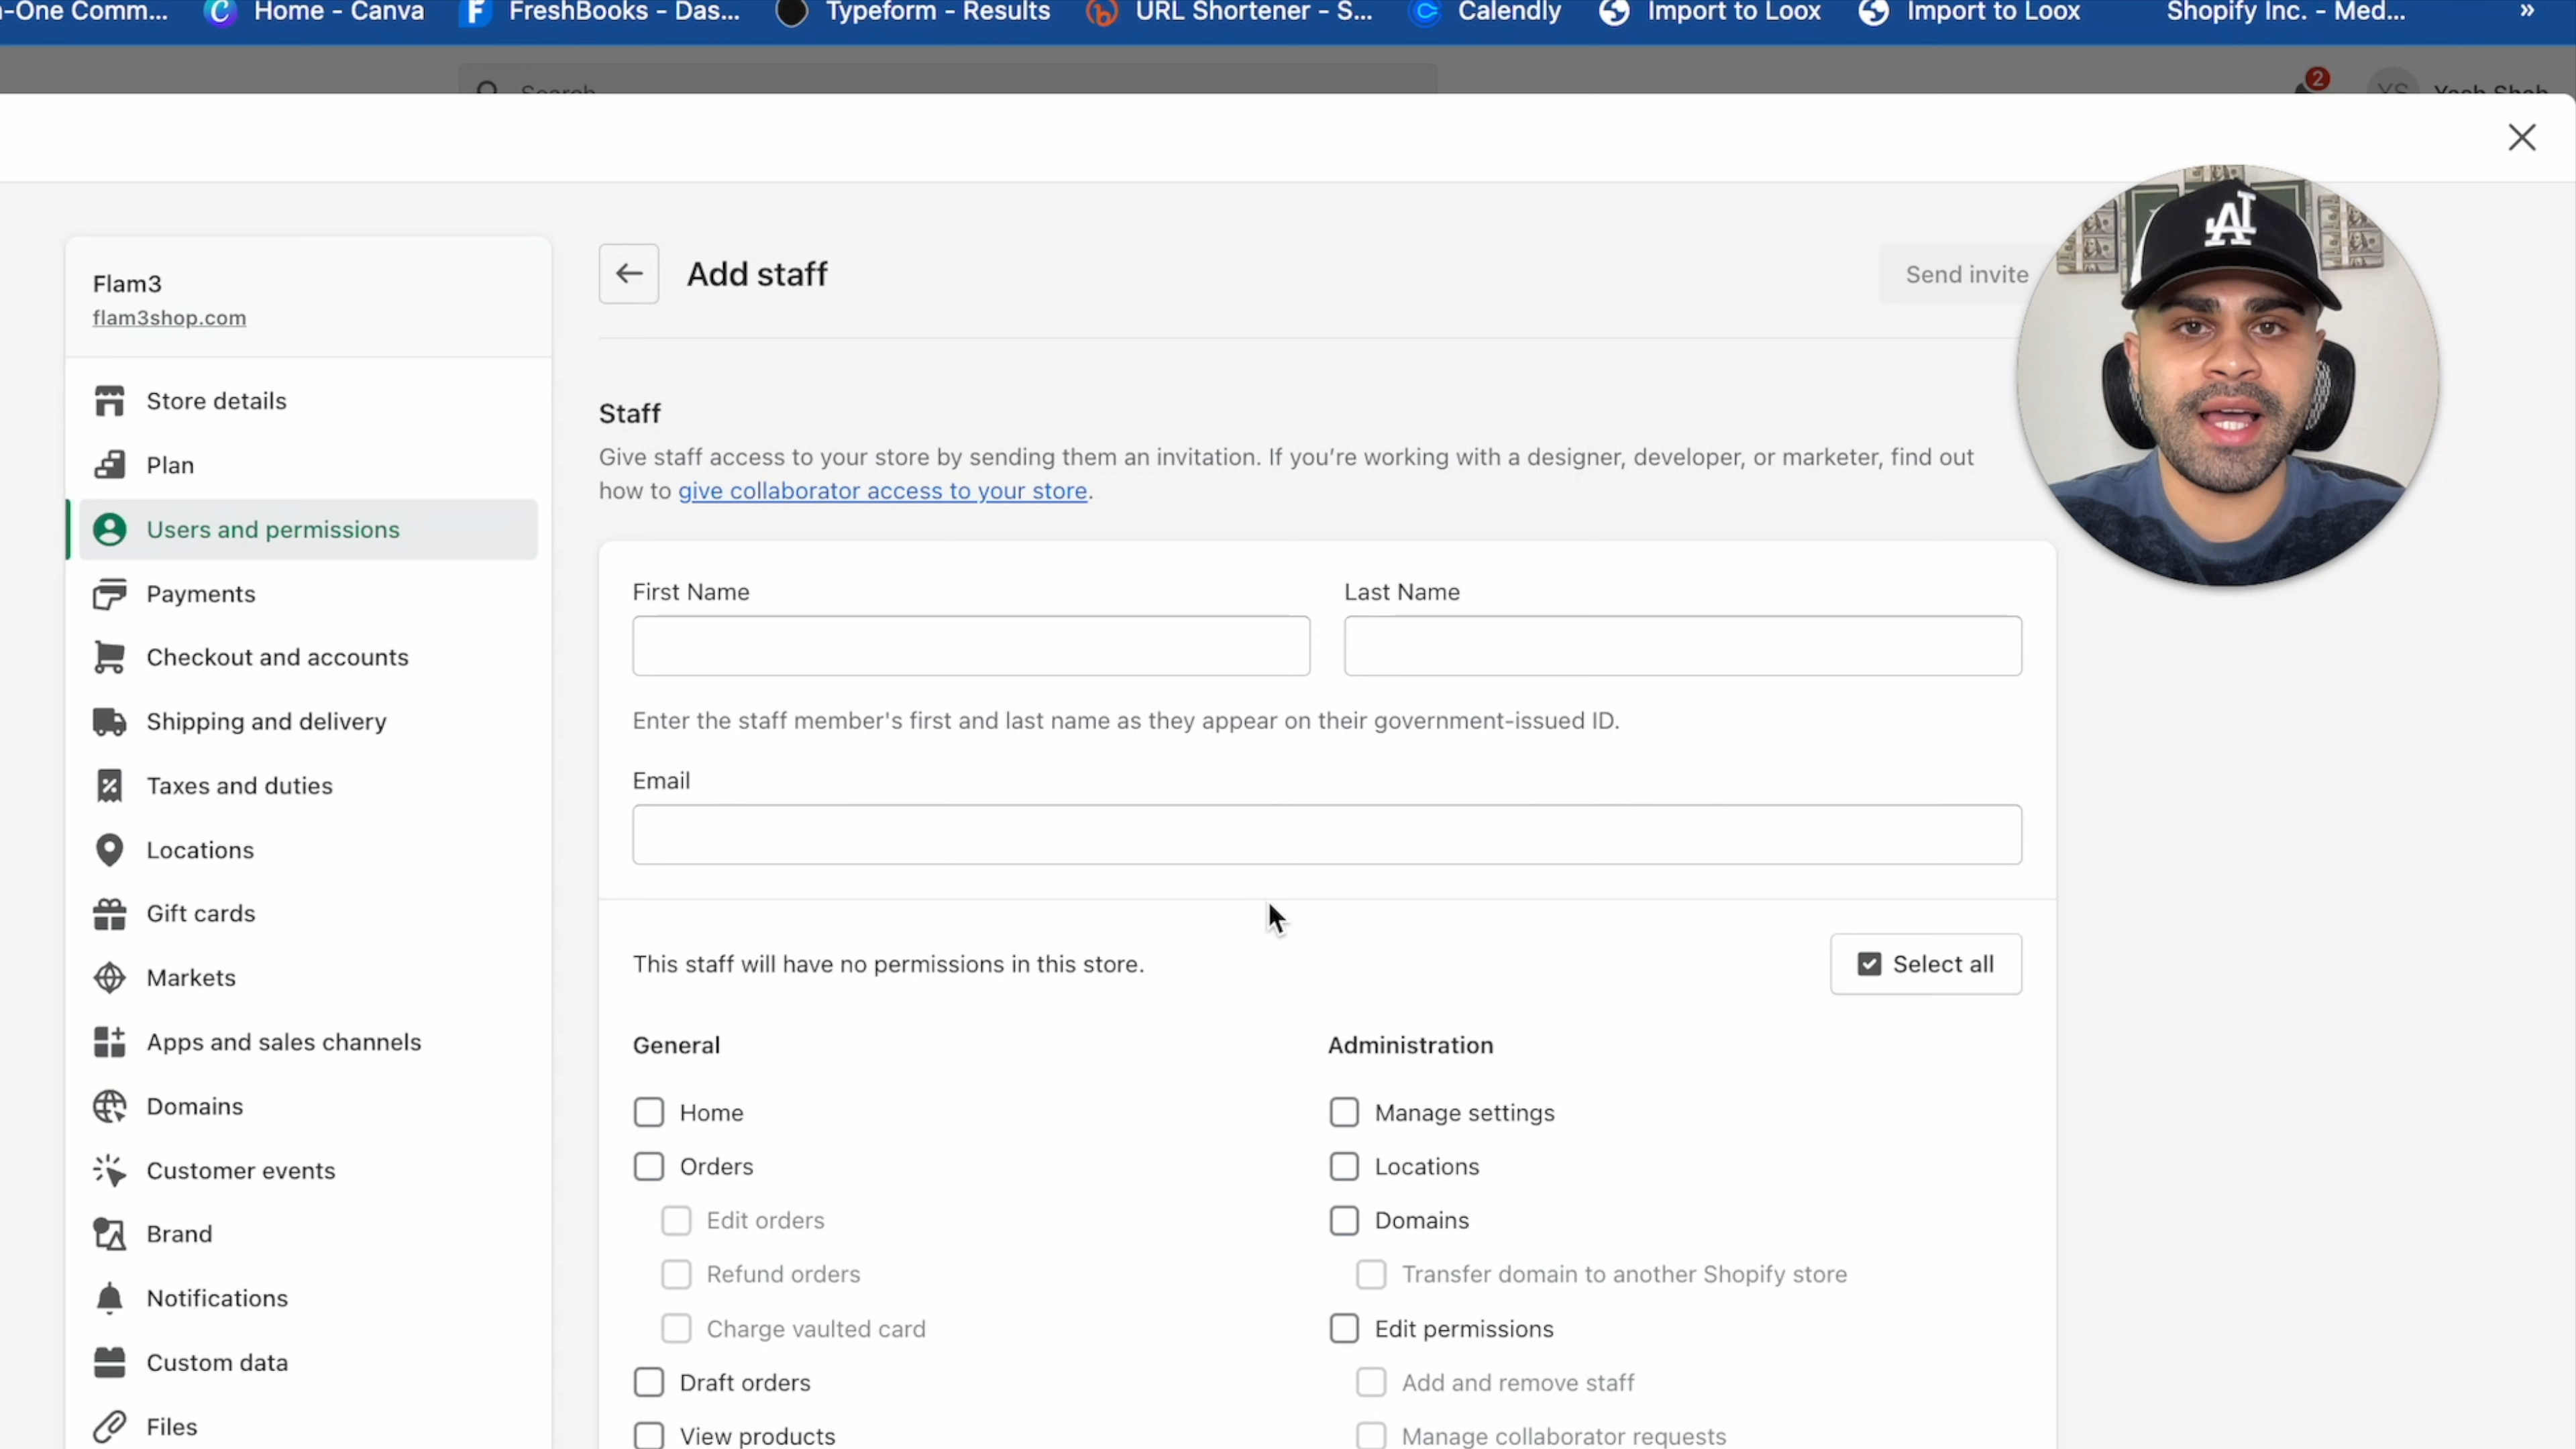 -One Comm... Home - Canva FreshBooks - Das... Typeform - Results URL Shortener - S... Calendly Import to Loox Import to Loox Shopify Inc. - Med... »
Search 2 YS Yash Shah
Flam3
flam3shop.com
Store details
Plan
Users and permissions
Payments
Checkout and accounts
Shipping and delivery
Taxes and duties
Locations
Gift cards
Markets
Apps and sales channels
Domains
Customer events
Brand
Notifications
Custom data
Files
Add staff
Send invite
Staff
Give staff access to your store by sending them an invitation. If you’re working with a designer, developer, or marketer, find out
how to give collaborator access to your store.
First Name Last Name
Enter the staff member's first and last name as they appear on their government-issued ID.
Email
This staff will have no permissions in this store. Select all
General
Home
Orders
Edit orders
Refund orders
Charge vaulted card
Draft orders
View products
Administration
Manage settings
Locations
Domains
Transfer domain to another Shopify store
Edit permissions
Add and remove staff
Manage collaborator requests